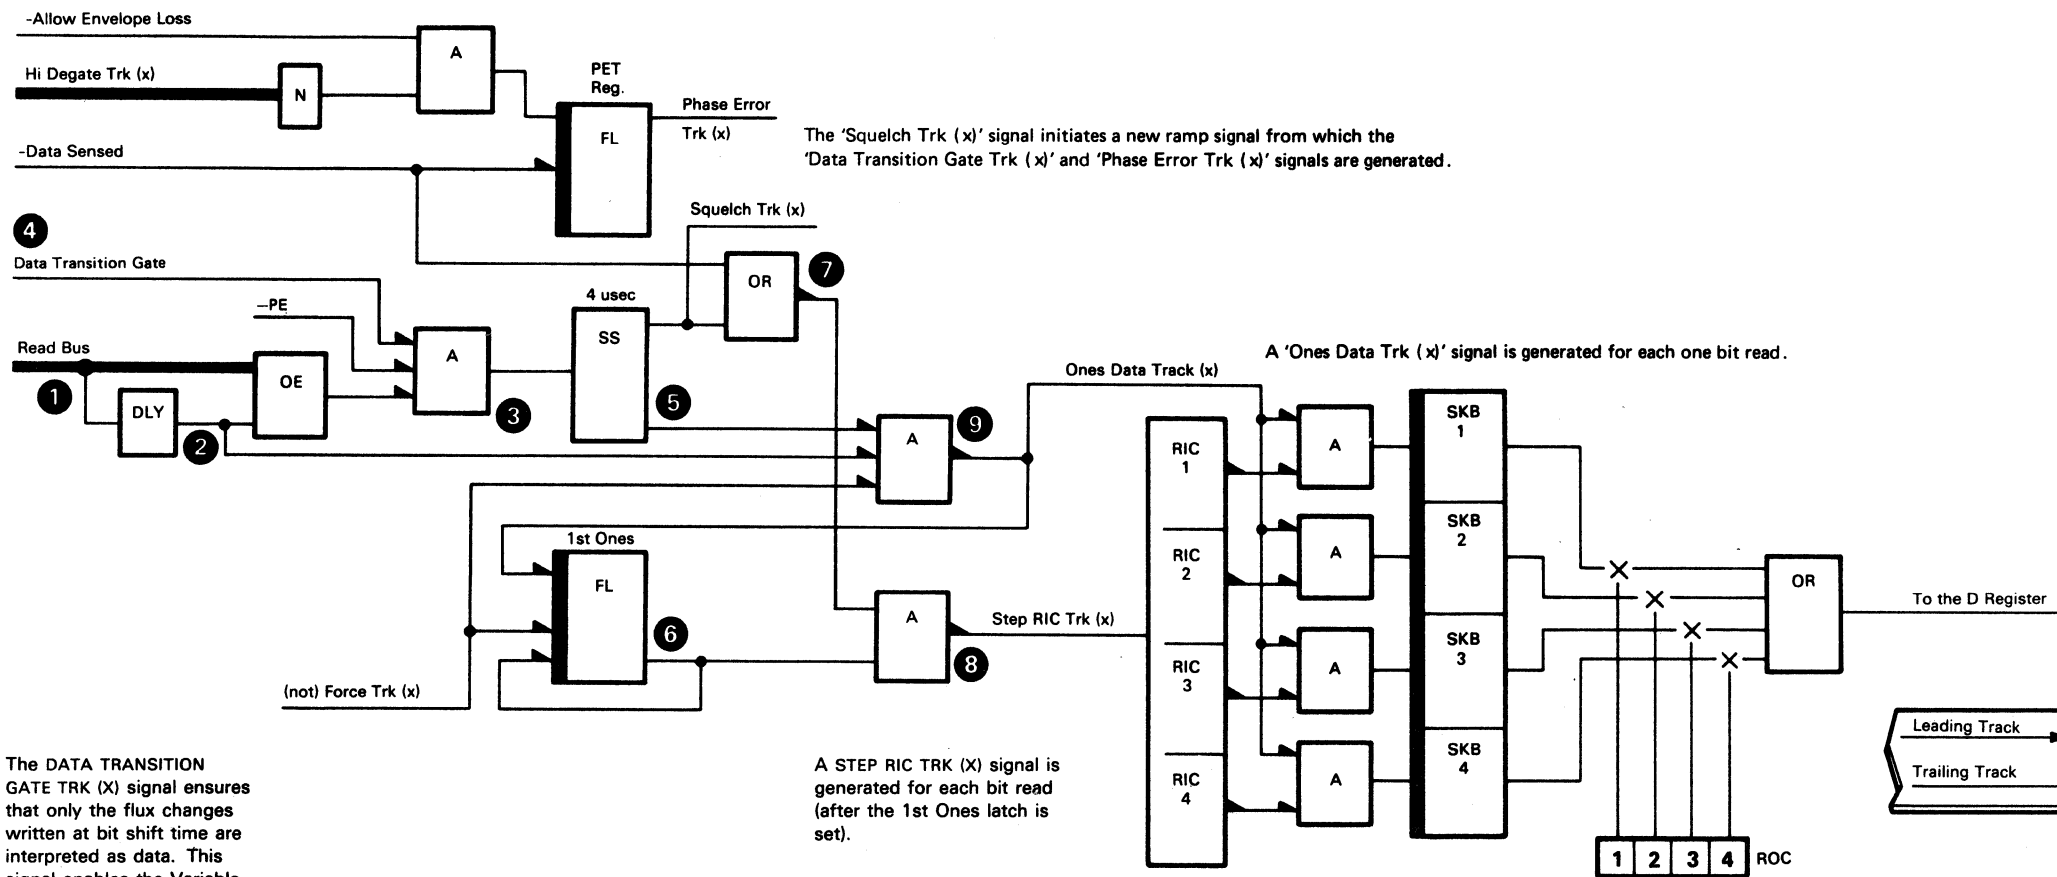 -Allow Envelope Loss
A
Hi Degate Trk (x)
N
PET
Reg.
FL
Phase Error
Trk (x)
The 'Squelch Trk (x)' signal initiates a new ramp signal from which the
'Data Transition Gate Trk (x)' and 'Phase Error Trk (x)' signals are generated.
-Data Sensed
Squelch Trk (x)
4
Data Transition Gate
OR
7
—PE
4 usec
SS
Read Bus
A
OE
1
DLY
2
3
5
A 'Ones Data Trk (x)' signal is generated for each one bit read.
Ones Data Track (x)
A
9
RIC
1
A
SKB
1
1st Ones
FL
6
RIC
2
A
SKB
2
OR
To the D Register
A
8
Step RIC Trk (x)
RIC
3
A
SKB
3
(not) Force Trk (x)
RIC
4
A
SKB
4
Leading Track
Trailing Track
The DATA TRANSITION
GATE TRK (X) signal ensures
that only the flux changes
written at bit shift time are
interpreted as data. This
signal enables the Variable
A STEP RIC TRK (X) signal is
generated for each bit read
(after the 1st Ones latch is
set).
1 2 3 4 ROC